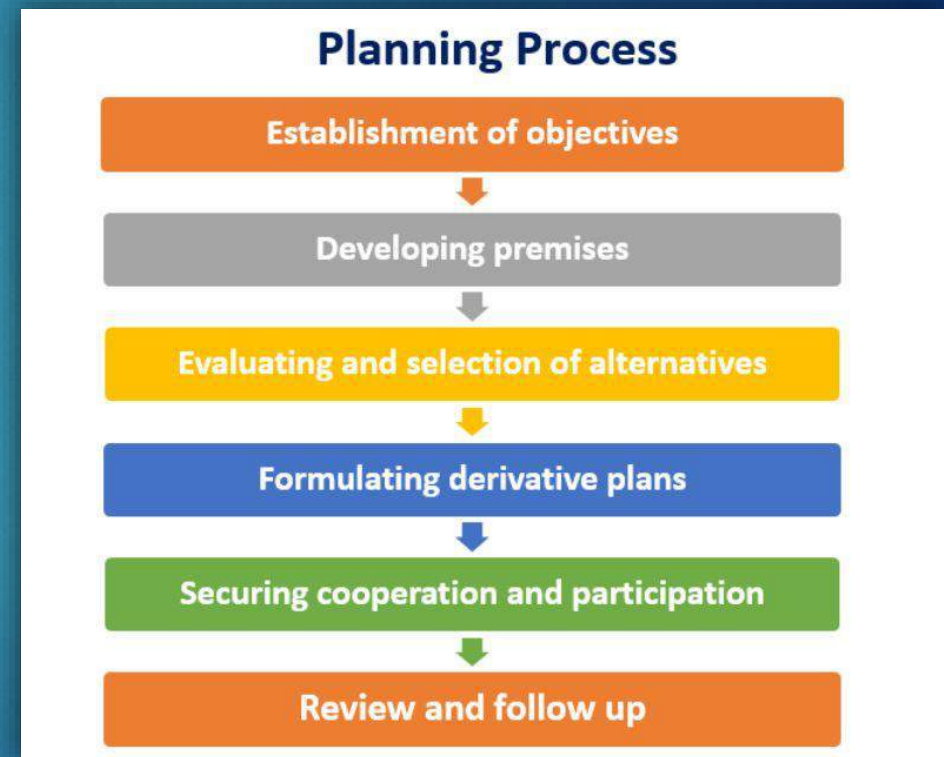 Planning Process
Establishment of objectives
Developing premises
Evaluating and selection of alternatives
Formulating derivative plans
Securing cooperation and participation
Review and follow up